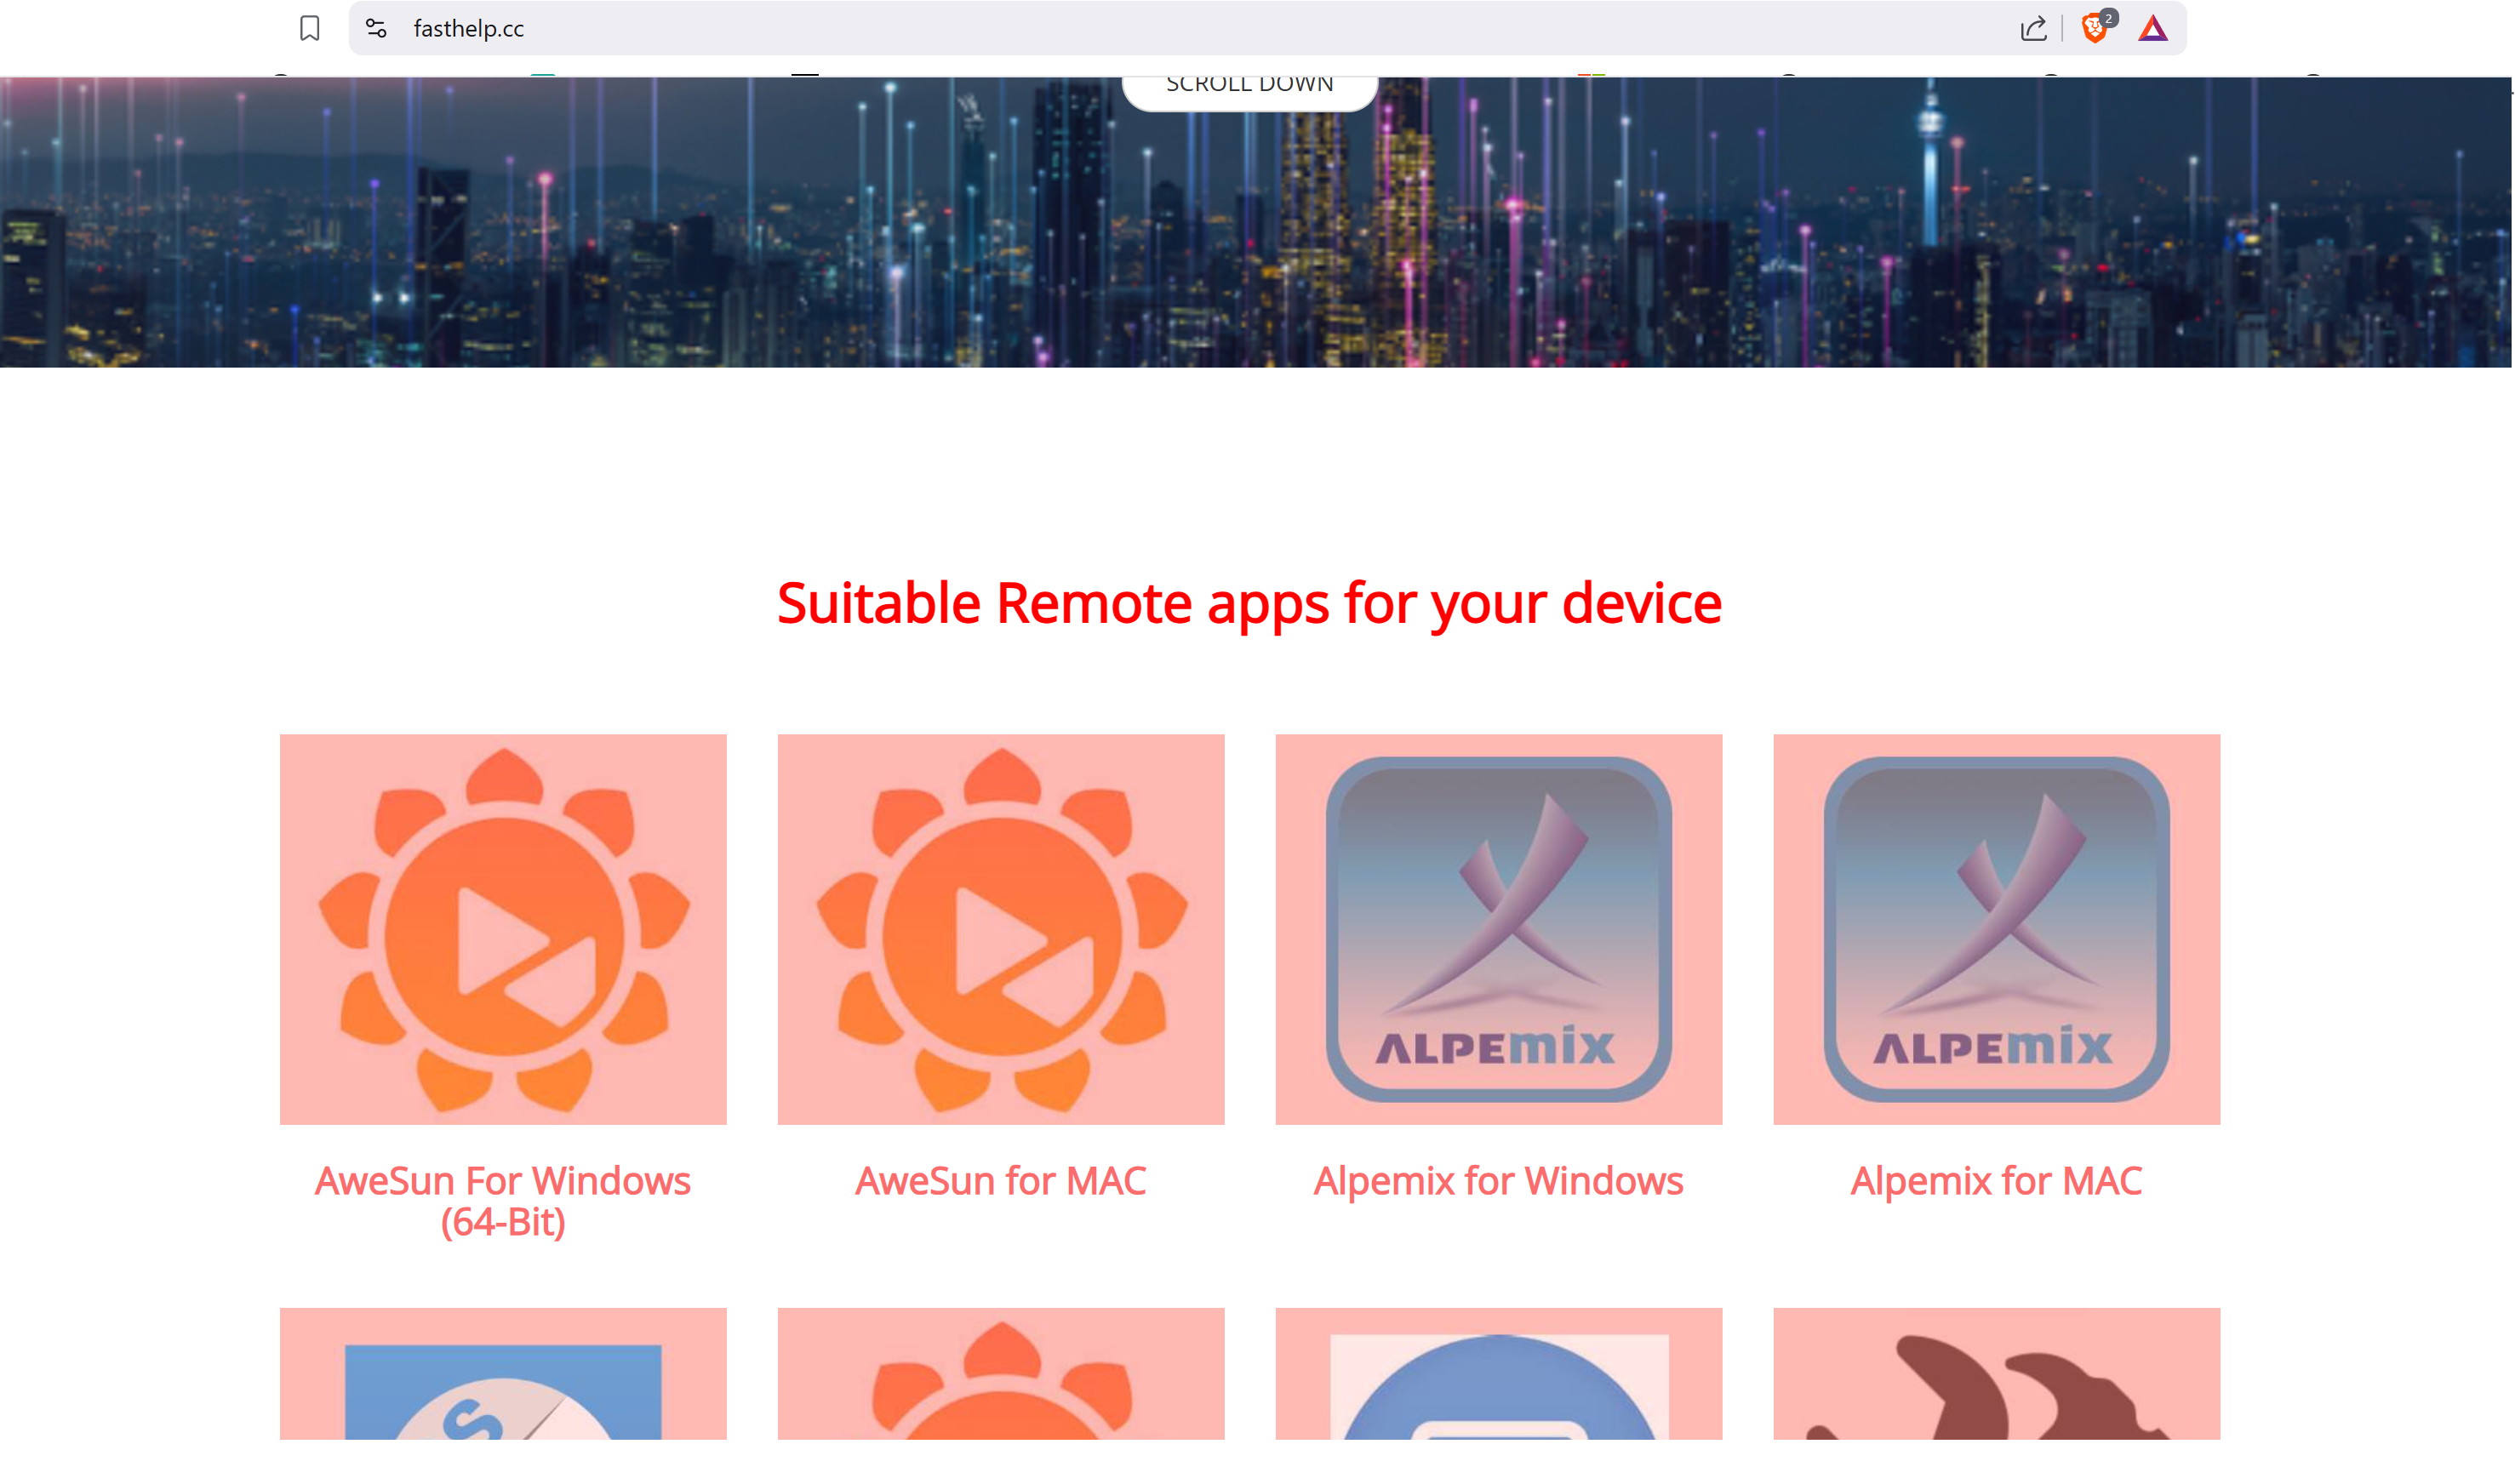 fasthelp.cc
2
SCROLL DOWN
Suitable Remote apps for your device
ALPEMIX
ALPEMIX
AweSun For Windows
(64-Bit)
AweSun for MAC
Alpemix for Windows
Alpemix for MAC
S